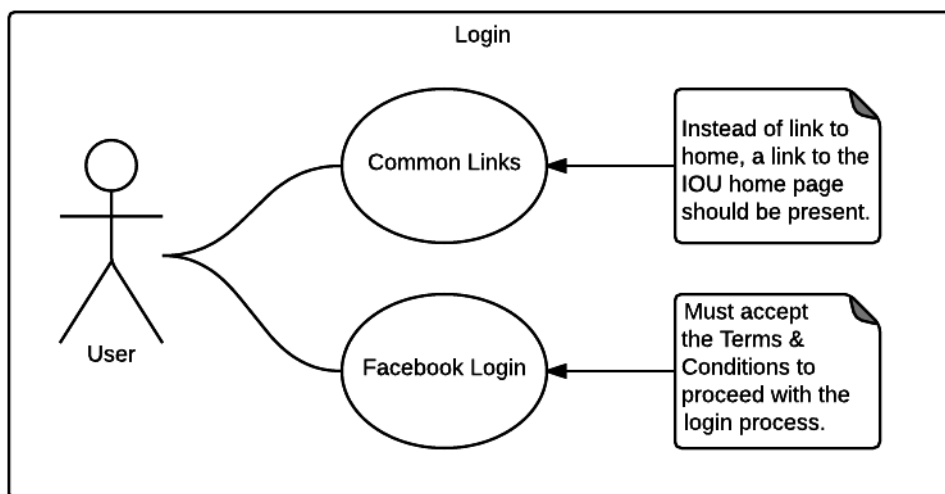 Login
Common Links
Instead of link to
home, a link to the
IOU home page
should be present.
User
Facebook Login
Must accept
the Terms &
Conditions to
proceed with the
login process.